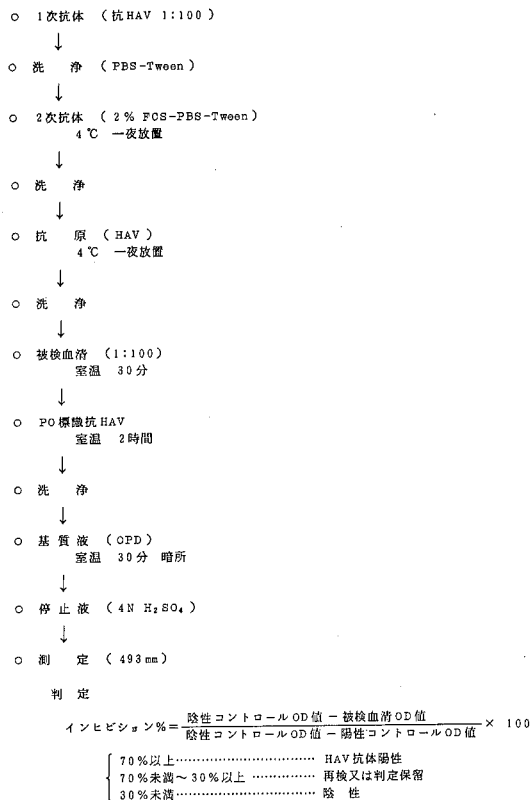 ○ 1次抗体 (抗HAV 1:100)
↓
○ 洗 浄 (PBS-Tween)
↓
○ 2次抗体 (2% FCS-PBS-Tween)
4℃ 一夜放置
↓
○ 洗 浄
↓
○ 抗 原 (HAV)
4℃ 一夜放置
↓
○ 洗 浄
↓
○ 被検血清 (1:100)
室温 30分
↓
○ PO標識抗HAV
室温 2時間
↓
○ 洗 浄
↓
○ 基質液 (OPD)
室温 30分 暗所
↓
○ 停止液 (4N H₂SO₄)
↓
○ 測 定 (493mm)
判 定
インヒビション%=
陰性コントロールOD値-被検血清OD値
陰性コントロールOD値-陽性コントロールOD値
× 100
70%以上…………………………… HAV抗体陽性
70%未満~30%以上 …………… 再検又は判定保留
30%未満…………………………… 陰 性